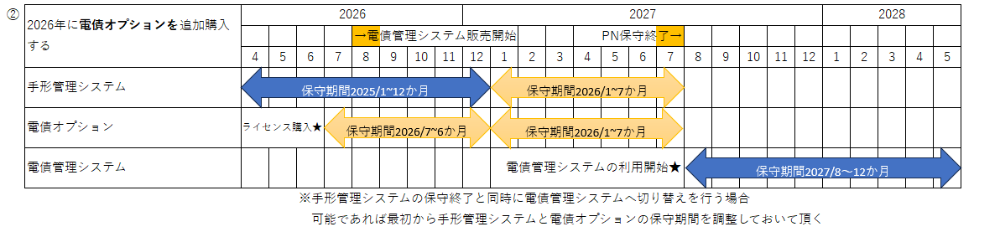 ②
2026年に電債オプションを追加購入
する
2026 2027 2028
→電債管理システム販売開始 PN保守終了→
4 5 6 7 8 9 10 11 12 1 2 3 4 5 6 7 8 9 10 11 12 1 2 3 4 5
手形管理システム 保守期間2025/1~12か月 保守期間2026/1~7か月
電債オプション ライセンス購入★ 保守期間2026/7~6か月 保守期間2026/1~7か月
電債管理システム 電債管理システムの利用開始★ 保守期間2027/8～12か月
※手形管理システムの保守終了と同時に電債管理システムへ切り替えを行う場合
可能であれば最初から手形管理システムと電債オプションの保守期間を調整しておいて頂く